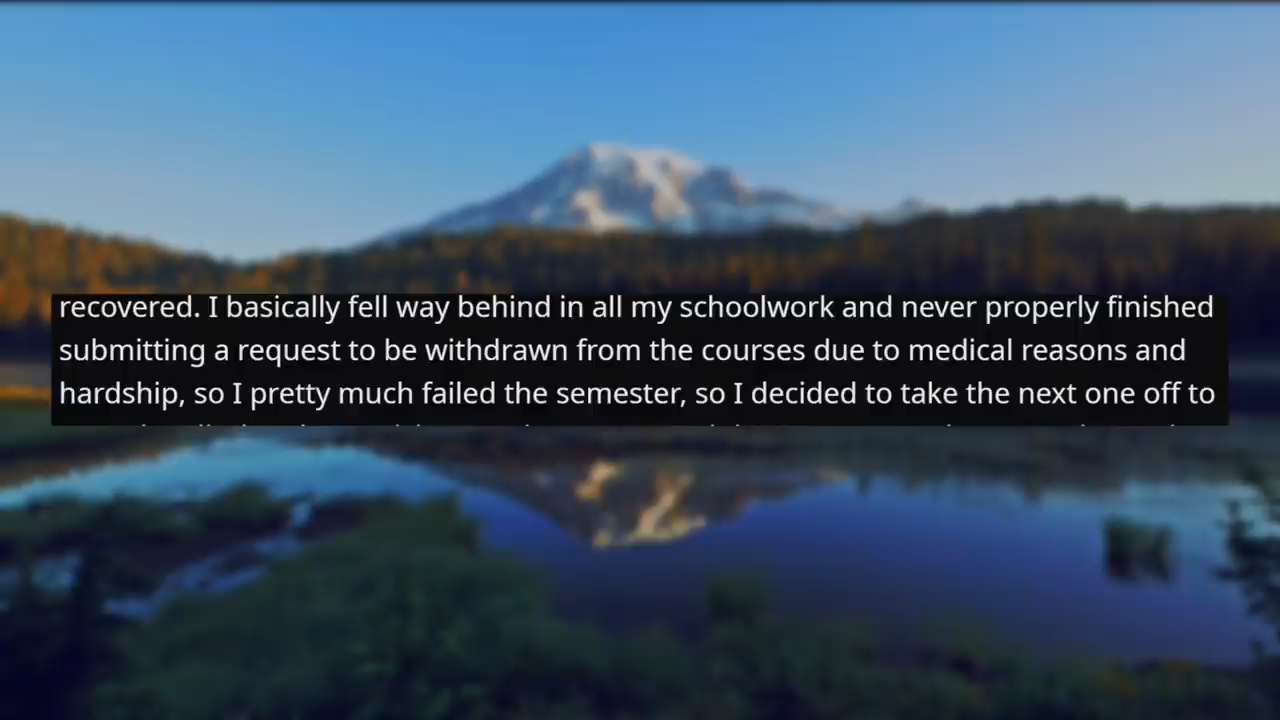 recovered. I basically fell way behind in all my schoolwork and never properly finished
submitting a request to be withdrawn from the courses due to medical reasons and
hardship, so I pretty much failed the semester, so I decided to take the next one off to